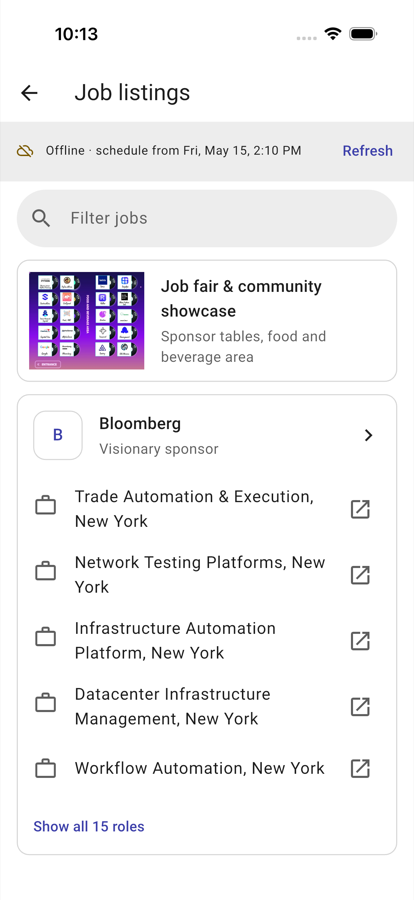 10:13
Job listings
Offline · schedule from Fri, May 15, 2:10 PM
Refresh
Filter jobs
Job fair & community
showcase
Sponsor tables, food and
beverage area
B
Bloomberg
Visionary sponsor
Trade Automation & Execution,
New York
Network Testing Platforms, New
York
Infrastructure Automation
Platform, New York
Datacenter Infrastructure
Management, New York
Workflow Automation, New York
Show all 15 roles